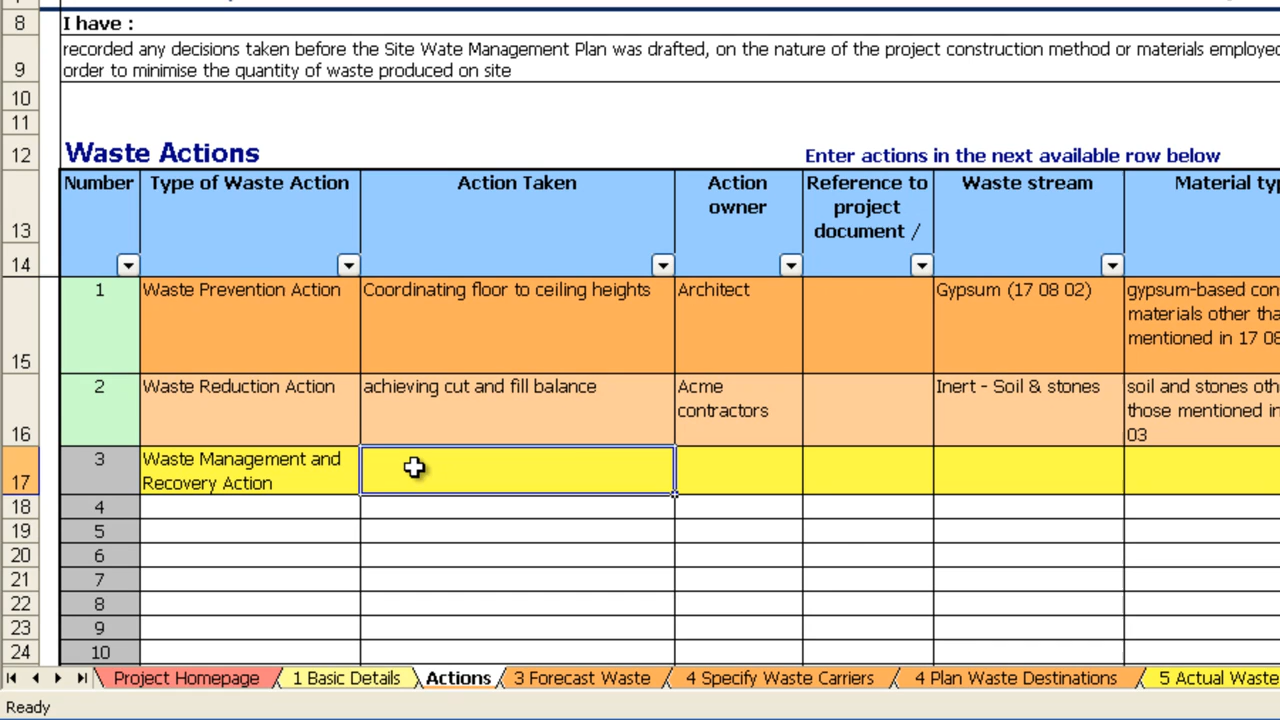 8 I have :
recorded any decisions taken before the Site Wate Management Plan was drafted, on the nature of the project construction method or materials employed
9 order to minimise the quantity of waste produced on site
10
11
12 Waste Actions Enter actions in the next available row below
Number Type of Waste Action Action Taken Action Reference to Waste stream Material typ
owner project
13 document /
14
1 Waste Prevention Action Coordinating floor to ceiling heights Architect Gypsum (17 08 02) gypsum-based con
materials other tha
15 mentioned in 17 08
2 Waste Reduction Action achieving cut and fill balance Acme Inert - Soil & stones soil and stones oth
contractors those mentioned in
16 03
3 Waste Management and
17 Recovery Action
18 4
19 5
20 6
21 7
22 8
23 9
24 10
Project Homepage 1 Basic Details Actions 3 Forecast Waste 4 Specify Waste Carriers 4 Plan Waste Destinations 5 Actual Waste
Ready